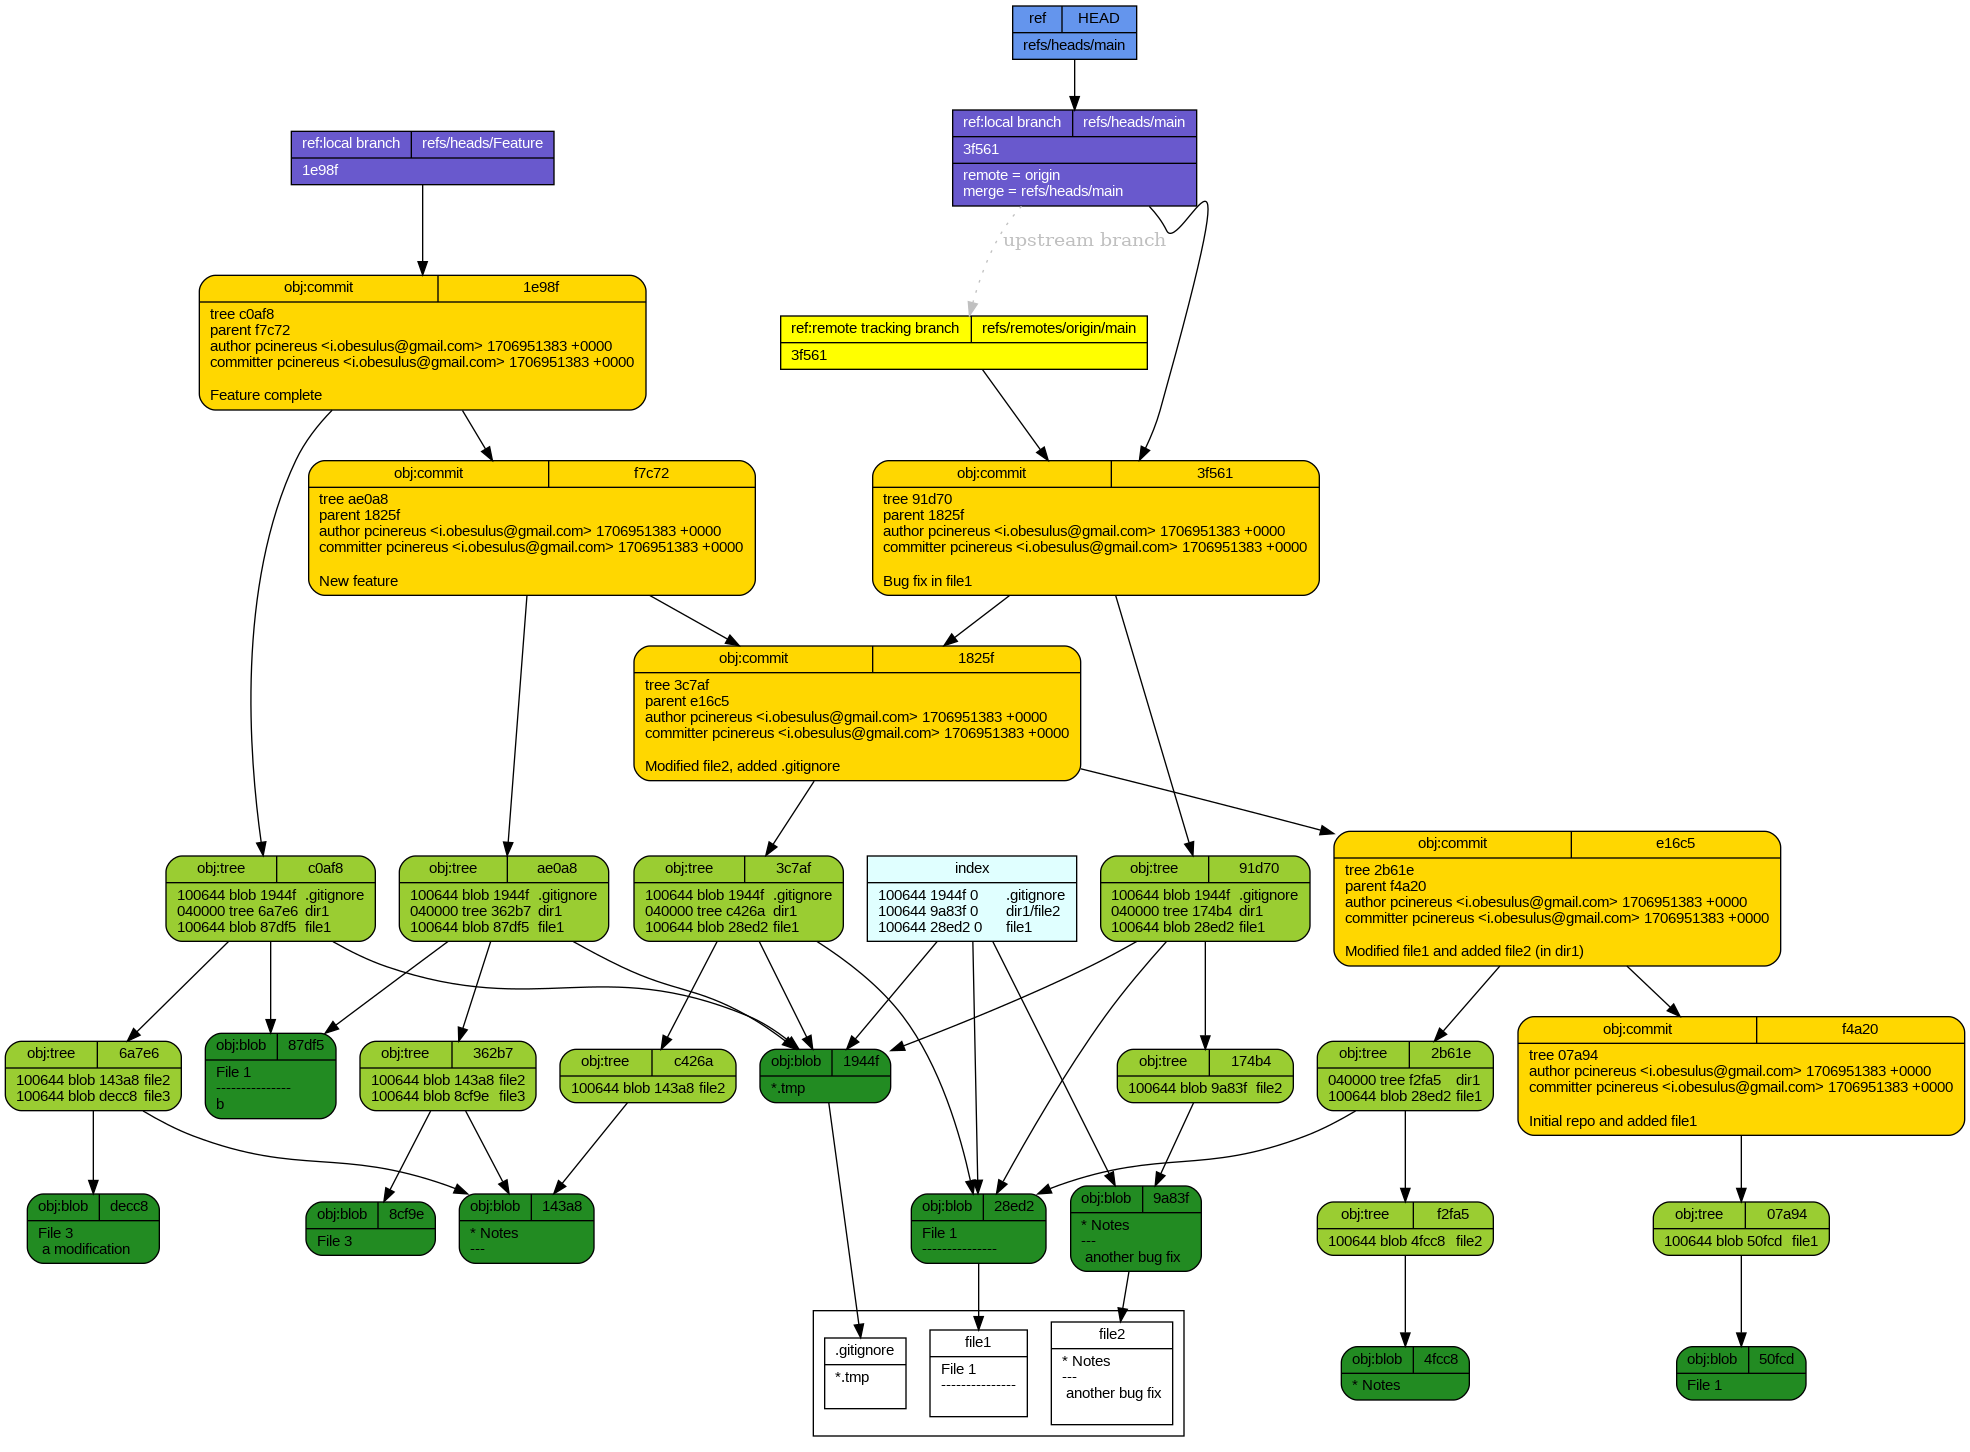 ref HEAD
refs/heads/main
ref:local branch refs/heads/main
3f561
remote = origin
merge = refs/heads/main
ref:local branch refs/heads/Feature
1e98f
upstream branch
obj:commit 1e98f
tree c0af8
parent f7c72
author pcinereus <i.obesulus@gmail.com> 1706951383 +0000
committer pcinereus <i.obesulus@gmail.com> 1706951383 +0000
Feature complete
ref:remote tracking branch refs/remotes/origin/main
3f561
obj:commit f7c72
tree ae0a8
parent 1825f
author pcinereus <i.obesulus@gmail.com> 1706951383 +0000
committer pcinereus <i.obesulus@gmail.com> 1706951383 +0000
New feature
obj:commit 3f561
tree 91d70
parent 1825f
author pcinereus <i.obesulus@gmail.com> 1706951383 +0000
committer pcinereus <i.obesulus@gmail.com> 1706951383 +0000
Bug fix in file1
obj:commit 1825f
tree 3c7af
parent e16c5
author pcinereus <i.obesulus@gmail.com> 1706951383 +0000
committer pcinereus <i.obesulus@gmail.com> 1706951383 +0000
Modified file2, added .gitignore
obj:commit e16c5
tree 2b61e
parent f4a20
author pcinereus <i.obesulus@gmail.com> 1706951383 +0000
committer pcinereus <i.obesulus@gmail.com> 1706951383 +0000
Modified file1 and added file2 (in dir1)
obj:tree c0af8
100644 blob 1944f .gitignore
040000 tree 6a7e6 dir1
100644 blob 87df5 file1
obj:tree ae0a8
100644 blob 1944f .gitignore
040000 tree 362b7 dir1
100644 blob 87df5 file1
obj:tree 3c7af
100644 blob 1944f .gitignore
040000 tree c426a dir1
100644 blob 28ed2 file1
index
100644 1944f 0 .gitignore
100644 9a83f 0 dir1/file2
100644 28ed2 0 file1
obj:tree 91d70
100644 blob 1944f .gitignore
040000 tree 174b4 dir1
100644 blob 28ed2 file1
obj:commit f4a20
tree 07a94
author pcinereus <i.obesulus@gmail.com> 1706951383 +0000
committer pcinereus <i.obesulus@gmail.com> 1706951383 +0000
Initial repo and added file1
obj:tree 6a7e6
100644 blob 143a8 file2
100644 blob decc8 file3
obj:blob 87df5
File 1
---------------
b
obj:tree 362b7
100644 blob 143a8 file2
100644 blob 8cf9e file3
obj:tree c426a
100644 blob 143a8 file2
obj:blob 1944f
*.tmp
obj:tree 174b4
100644 blob 9a83f file2
obj:tree 2b61e
040000 tree f2fa5 dir1
100644 blob 28ed2 file1
obj:blob decc8
File 3
a modification
obj:blob 8cf9e
File 3
obj:blob 143a8
* Notes
---
obj:blob 28ed2
File 1
---------------
obj:blob 9a83f
* Notes
---
another bug fix
obj:tree f2fa5
100644 blob 4fcc8 file2
obj:tree 07a94
100644 blob 50fcd file1
.gitignore
*.tmp
file1
File 1
---------------
file2
* Notes
---
another bug fix
obj:blob 4fcc8
* Notes
obj:blob 50fcd
File 1